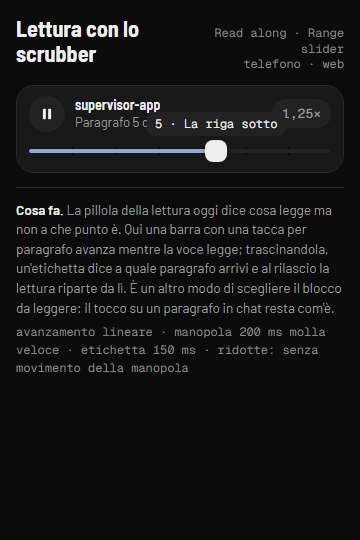 Lettura con lo
scrubber
Read along · Range
slider
telefono · web
supervisor-app
Paragrafo 5 d
5 · La riga sotto
1,25×
Cosa fa. La pillola della lettura oggi dice cosa legge ma
non a che punto è. Qui una barra con una tacca per
paragrafo avanza mentre la voce legge; trascinandola,
un'etichetta dice a quale paragrafo arrivi e al rilascio la
lettura riparte da lì. È un altro modo di scegliere il blocco
da leggere: il tocco su un paragrafo in chat resta com'è.
avanzamento lineare · manopola 200 ms molla
veloce · etichetta 150 ms · ridotte: senza
movimento della manopola